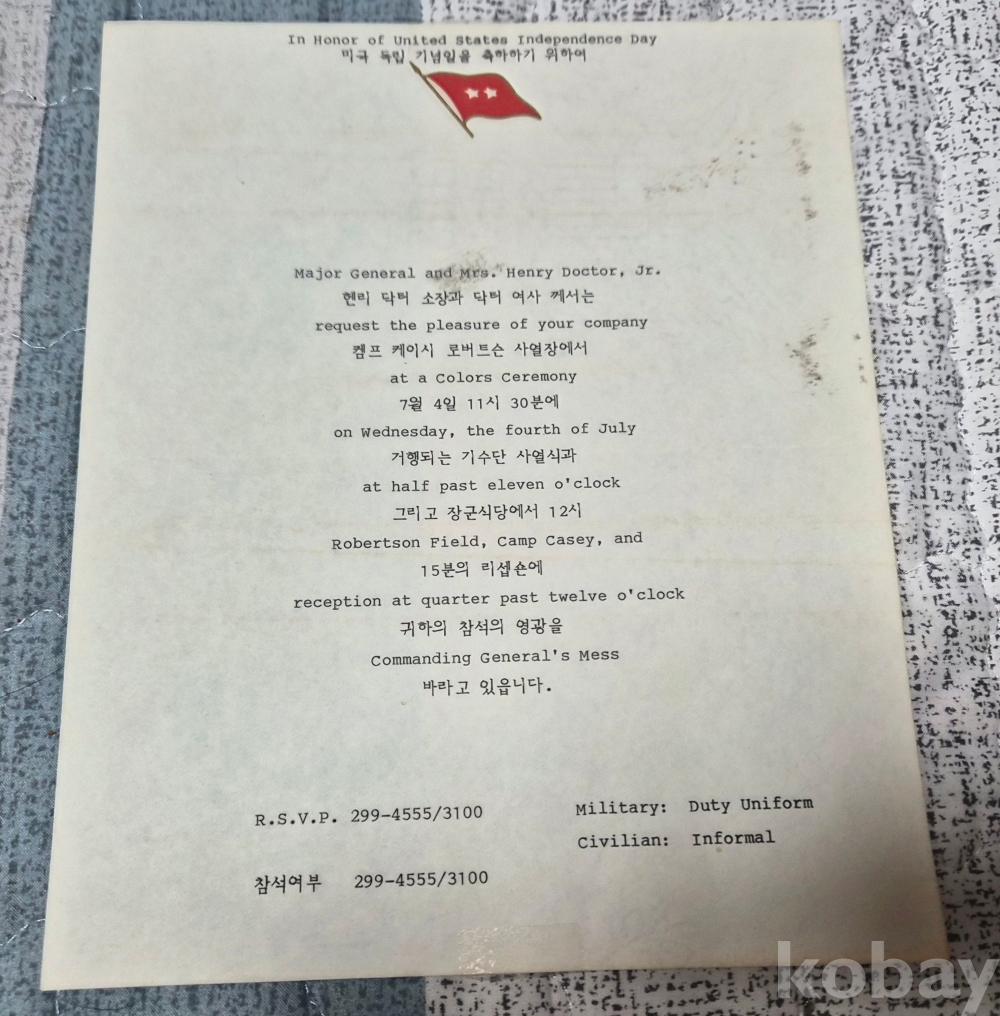 In Honor of United States Independence Day
미국 독립 기념일을 축하하기 위하여
Major General and Mrs. Henry Doctor, Jr.
헨리 닥터 소장과 닥터 여사 께서는
request the pleasure of your company
캠프 케이시 로버트슨 사열장에서
at a Colors Ceremony
7월 4일 11시 30분에
on Wednesday, the fourth of July
거행되는 기수단 사열식과
at half past eleven o'clock
그리고 장군식당에서 12시
Robertson Field, Camp Casey, and
15분의 리셉숀에
reception at quarter past twelve o'clock
귀하의 참석의 영광을
Commanding General's Mess
바라고 있읍니다.
R.S.V.P. 299-4555/3100
Military: Duty Uniform
Civilian: Informal
참석여부 299-4555/3100
kobay